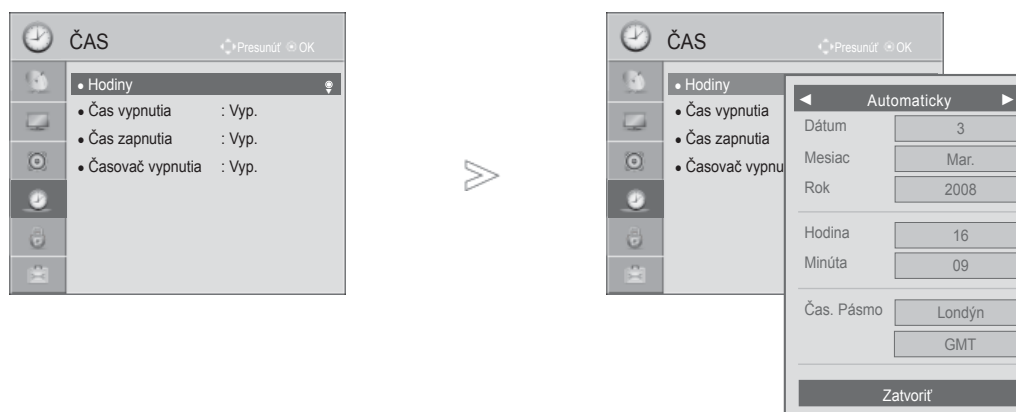 ČAS
Presunúť OK
• Hodiny
• Čas vypnutia : Vyp.
• Čas zapnutia : Vyp.
• Časovač vypnutia : Vyp.
ČAS
Presunúť OK
• Hodiny
• Čas vypnutia
• Čas zapnutia
• Časovač vypnu
◄ Automaticky ►
Dátum 3
Mesiac Mar.
Rok 2008
Hodina 16
Minúta 09
Čas. Pásmo Londýn
GMT
Zatvoriť